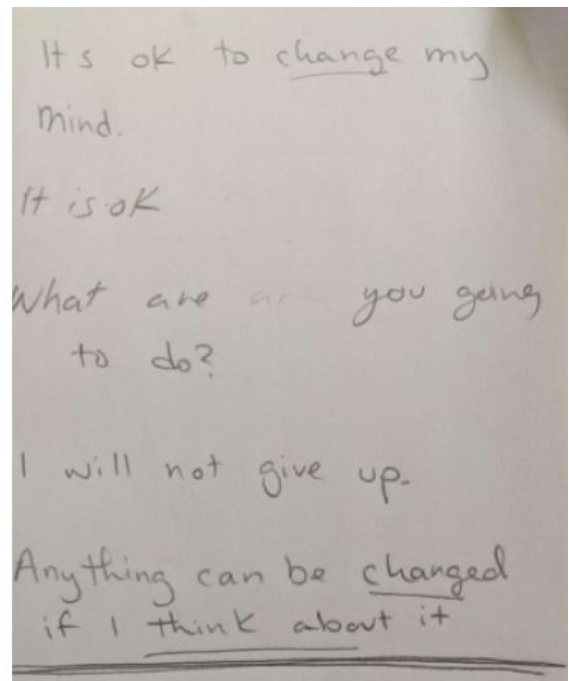 Its ok to change my
mind.
It is ok
What are are you going
to do?
I will not give up.
Anything can be changed
if I think about it